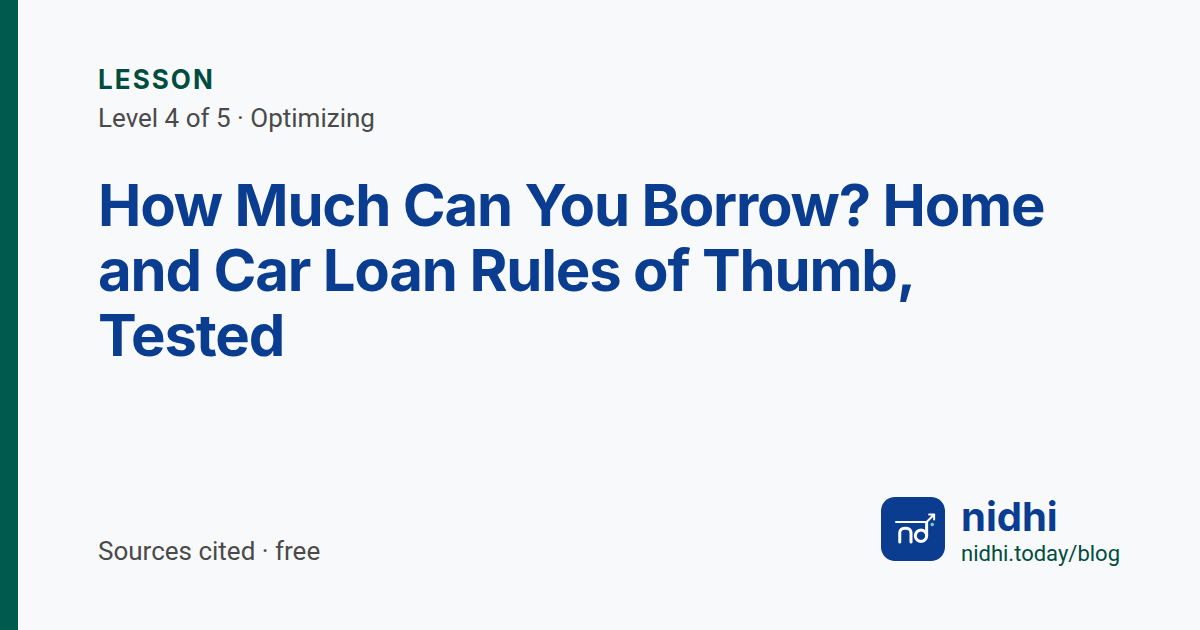 LESSON
Level 4 of 5 · Optimizing
How Much Can You Borrow? Home
and Car Loan Rules of Thumb,
Tested
Sources cited · free
nd
nidhi
nidhi.today/blog